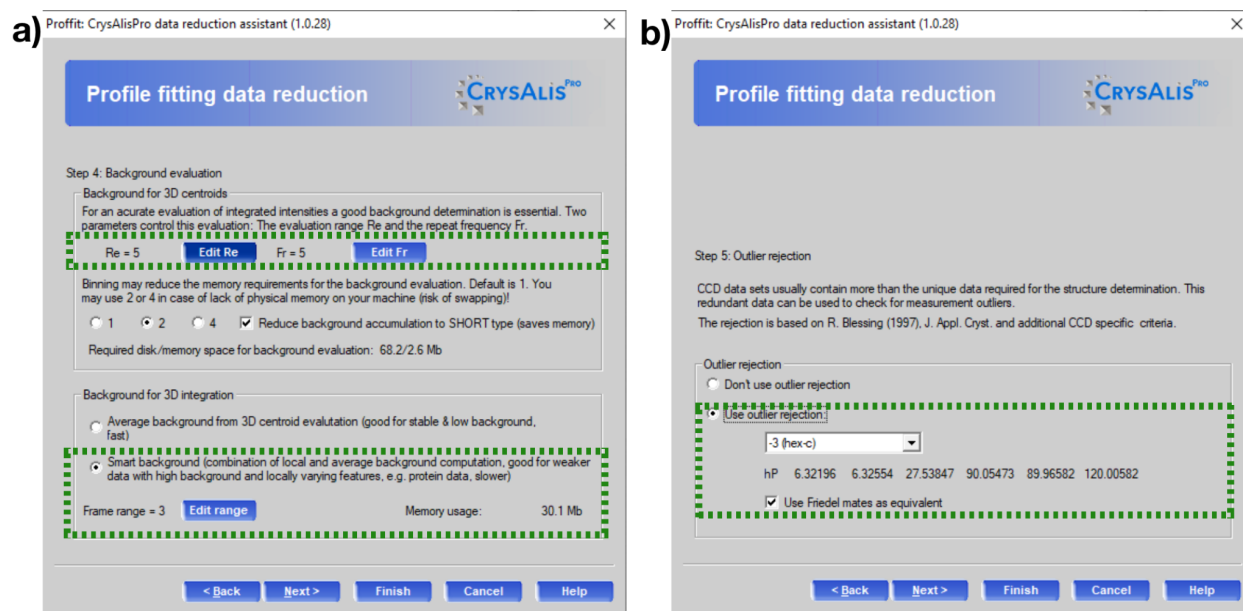 a)
Proffit: CrysAlisPro data reduction assistant (1.0.28)
Profile fitting data reduction
CRYSALIS PRO
Step 4: Background evaluation
Background for 3D centroids
For an acurate evaluation of integrated intensities a good background determination is essential. Two
parameters control this evaluation: The evaluation range Re and the repeat frequency Fr.
Re = 5 Edit Re Fr = 5 Edit Fr
Binning may reduce the memory requirements for the background evaluation. Default is 1. You
may use 2 or 4 in case of lack of physical memory on your machine (risk of swapping)!
1 2 4 Reduce background accumulation to SHORT type (saves memory)
Required disk/memory space for background evaluation: 68.2/2.6 Mb
Background for 3D integration
Average background from 3D centroid evalutation (good for stable & low background,
fast)
Smart background (combination of local and average background computation, good for weaker
data with high background and locally varying features, e.g. protein data, slower)
Frame range = 3 Edit range Memory usage: 30.1 Mb
< Back Next > Finish Cancel Help
b)
Proffit: CrysAlisPro data reduction assistant (1.0.28)
Profile fitting data reduction
CRYSALIS PRO
Step 5: Outlier rejection
CCD data sets usually contain more than the unique data required for the structure determination. This
redundant data can be used to check for measurement outliers.
The rejection is based on R. Blessing (1997), J. Appl. Cryst. and additional CCD specific criteria.
Outlier rejection
Don't use outlier rejection
Use outlier rejection:
-3 (hex-c)
hP 6.32196 6.32554 27.53847 90.05473 89.96582 120.00582
Use Friedel mates as equivalent
< Back Next > Finish Cancel Help